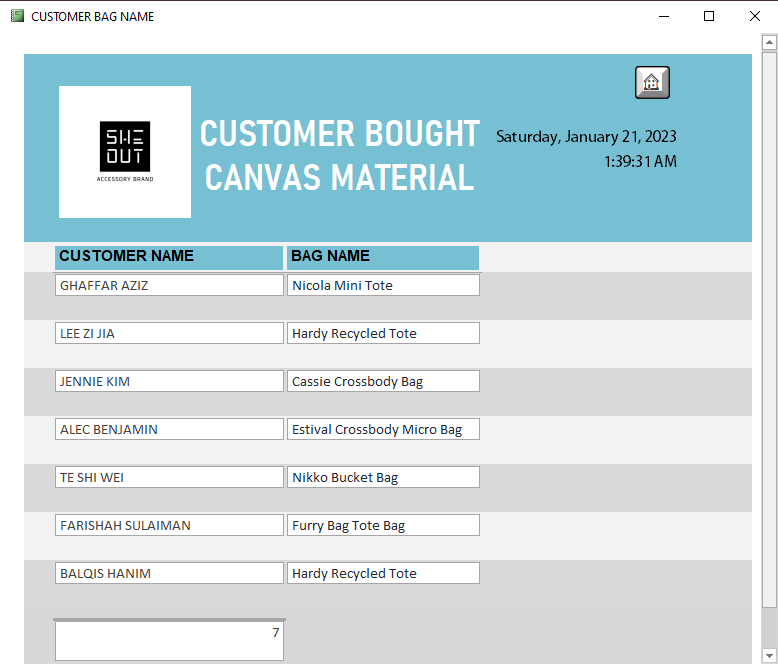 CUSTOMER BAG NAME
SHE
OUT
ACCESSORY BRAND
CUSTOMER BOUGHT
CANVAS MATERIAL
Saturday, January 21, 2023
1:39:31 AM
CUSTOMER NAME BAG NAME
GHAFFAR AZIZ Nicola Mini Tote
LEE ZI JIA Hardy Recycled Tote
JENNIE KIM Cassie Crossbody Bag
ALEC BENJAMIN Estival Crossbody Micro Bag
TE SHI WEI Nikko Bucket Bag
FARISHAH SULAIMAN Furry Bag Tote Bag
BALQIS HANIM Hardy Recycled Tote
7